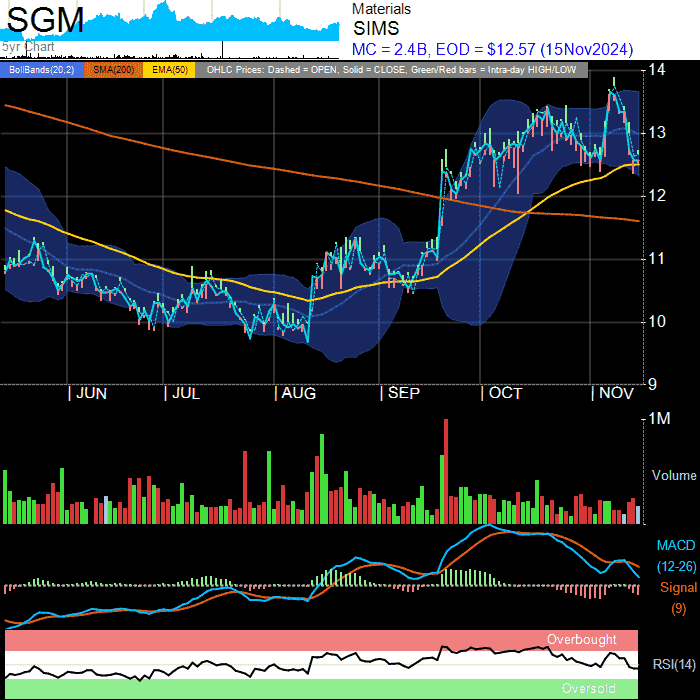 SGM
5yr Chart
Materials
SIMS
MC = 2.4B, EOD = $12.57 (15Nov2024)
BollBands(20,2) SMA(200) EMA(50) OHLC Prices: Dashed = OPEN, Solid = CLOSE, Green/Red bars = Intra-day HIGH/LOW
14
13
12
11
10
9
| JUN | JUL | AUG | SEP | OCT | NOV
1M
Volume
MACD
(12-26)
Signal
(9)
Overbought
RSI(14)
Oversold